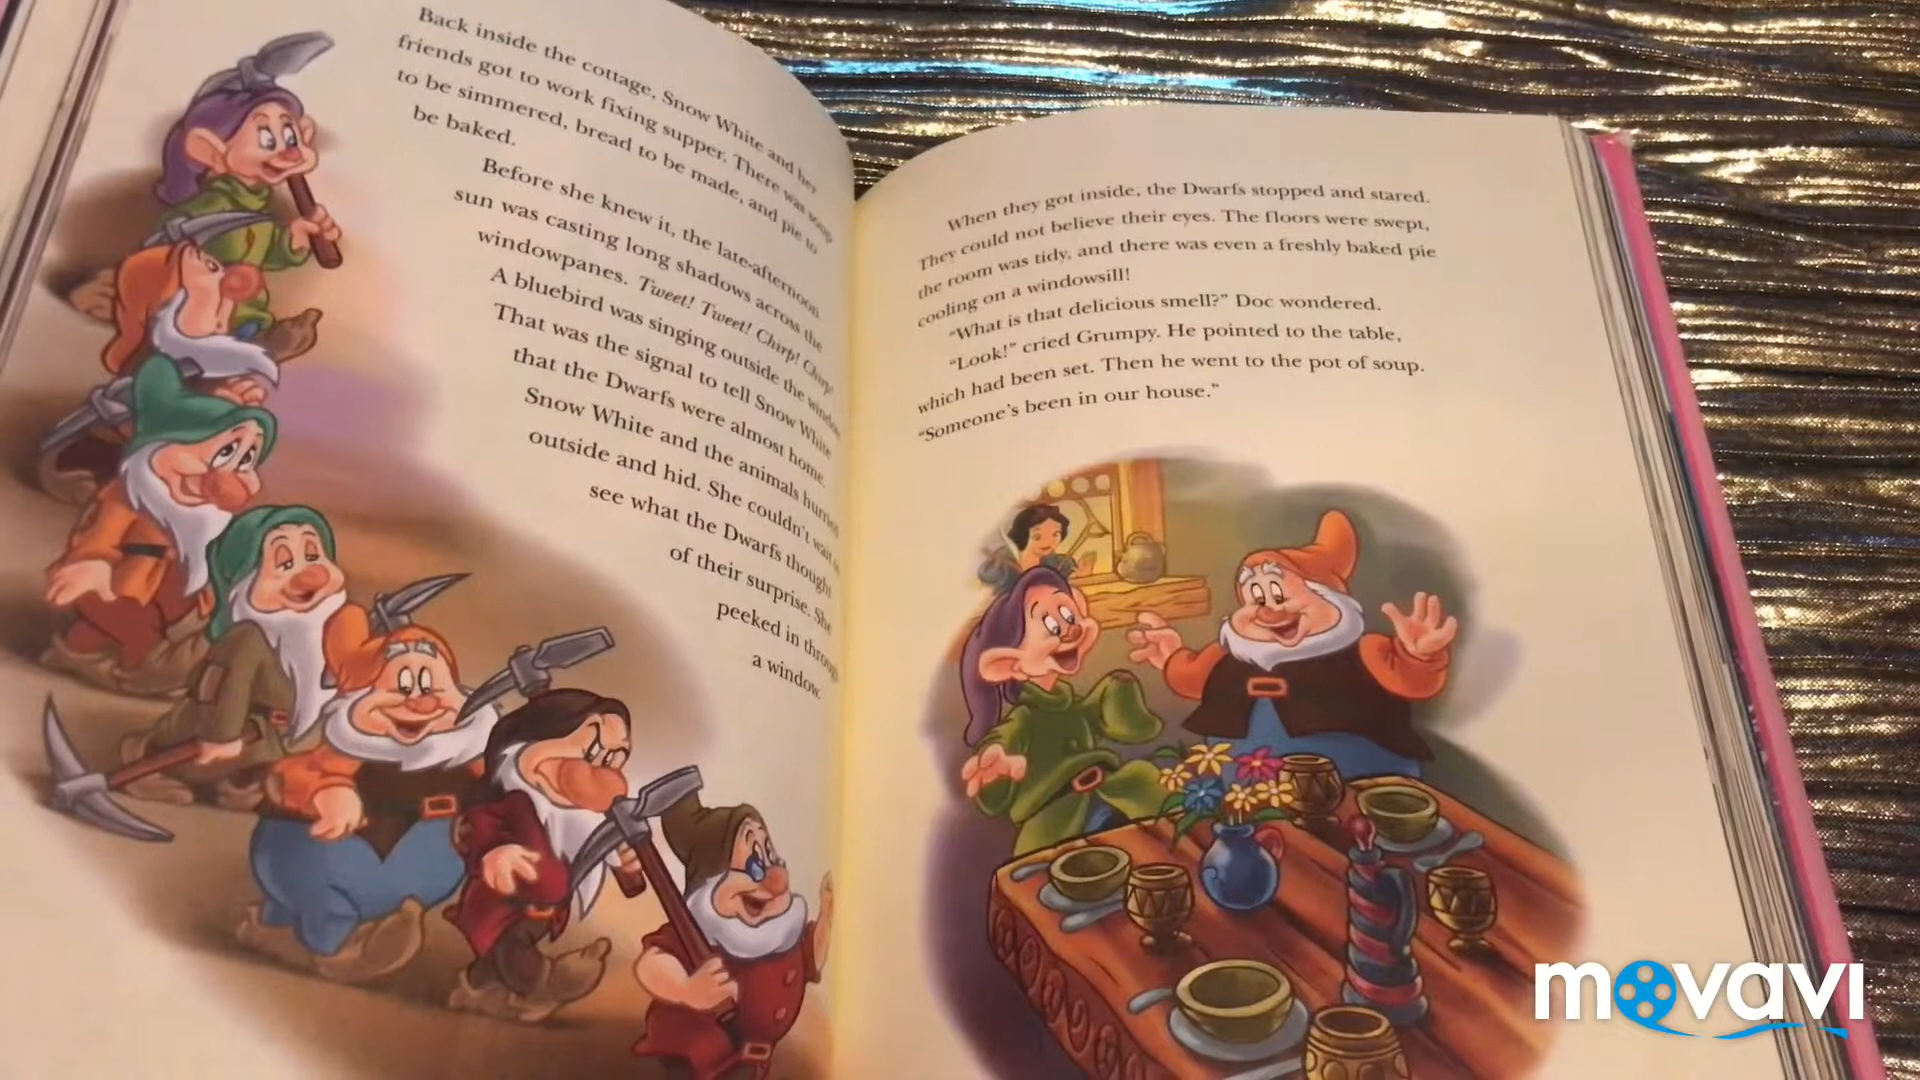 Back inside the cottage, Snow White and her
friends got to work fixing supper. There was soup
to be simmered, bread to be made, and pie to
be baked.
Before she knew it, the late-afternoon
sun was casting long shadows across the
windowpanes. Tweet! Tweet! Chirp! Chirp!
A bluebird was singing outside the window.
That was the signal to tell Snow White
that the Dwarfs were almost home.
Snow White and the animals hurried
outside and hid. She couldn't wait to
see what the Dwarfs thought
of their surprise. She
peeked in through
a window.
When they got inside, the Dwarfs stopped and stared.
They could not believe their eyes. The floors were swept,
the room was tidy, and there was even a freshly baked pie
cooling on a windowsill!
“What is that delicious smell?” Doc wondered.
“Look!” cried Grumpy. He pointed to the table,
which had been set. Then he went to the pot of soup.
“Someone’s been in our house.”
movavi